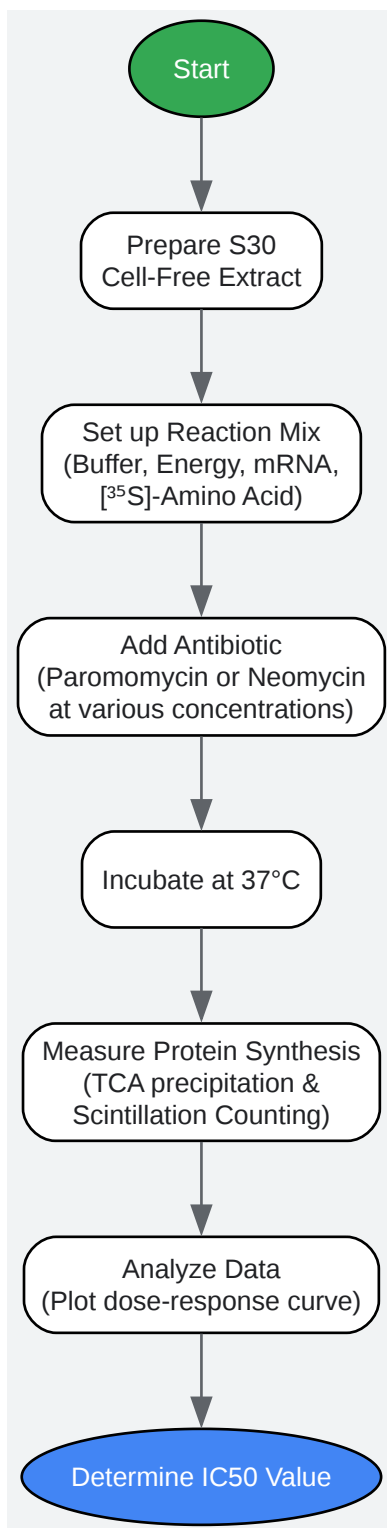 Start
Prepare S30
Cell-Free Extract
Set up Reaction Mix
(Buffer, Energy, mRNA,
[³⁵S]-Amino Acid)
Add Antibiotic
(Paromomycin or Neomycin
at various concentrations)
Incubate at 37°C
Measure Protein Synthesis
(TCA precipitation &
Scintillation Counting)
Analyze Data
(Plot dose-response curve)
Determine IC50 Value